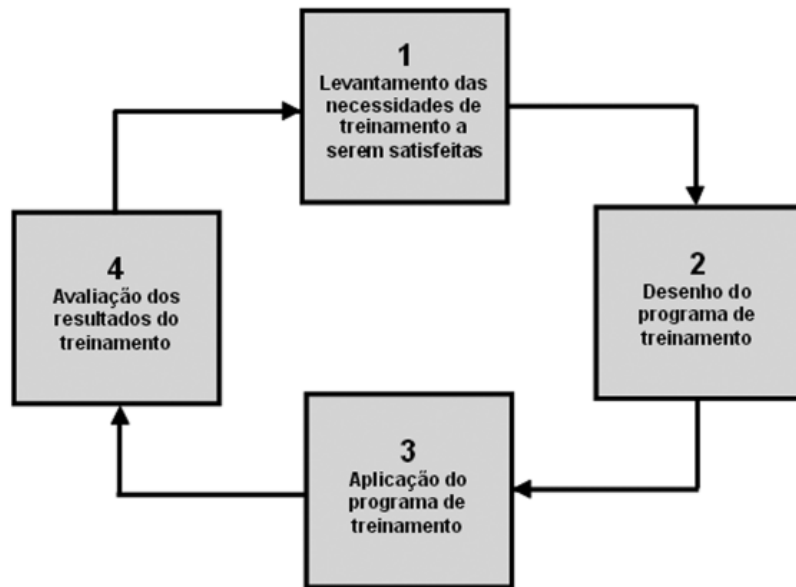 1
Levantamento das
necessidades de
treinamento a
serem satisfeitas
2
Desenho do
programa de
treinamento
3
Aplicação do
programa de
treinamento
4
Avaliação dos
resultados do
treinamento